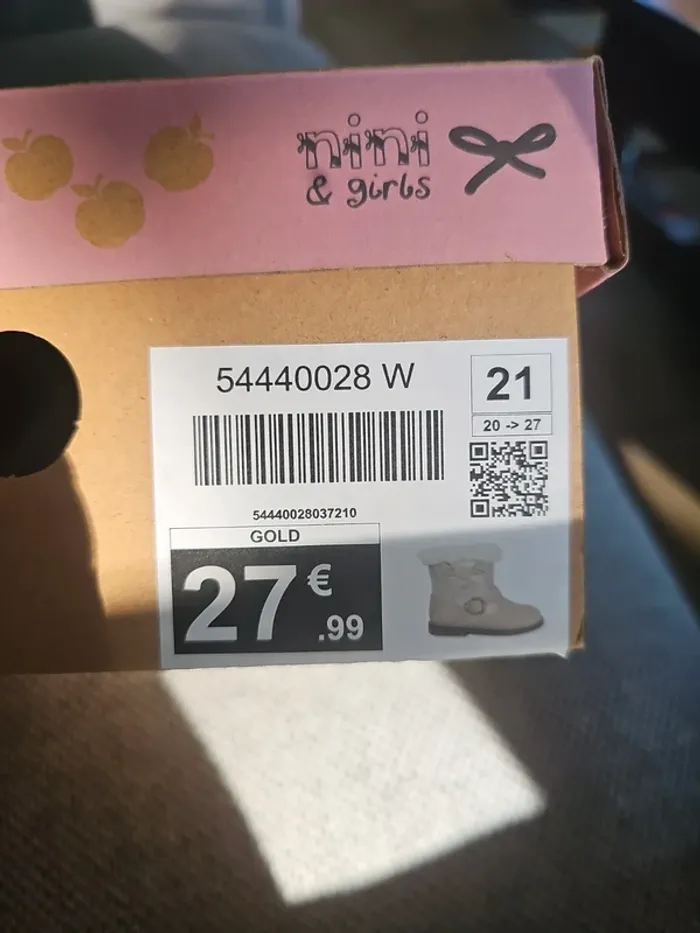 nini
& girls
54440028 W
21
20 -> 27
54440028037210
GOLD
27€.99